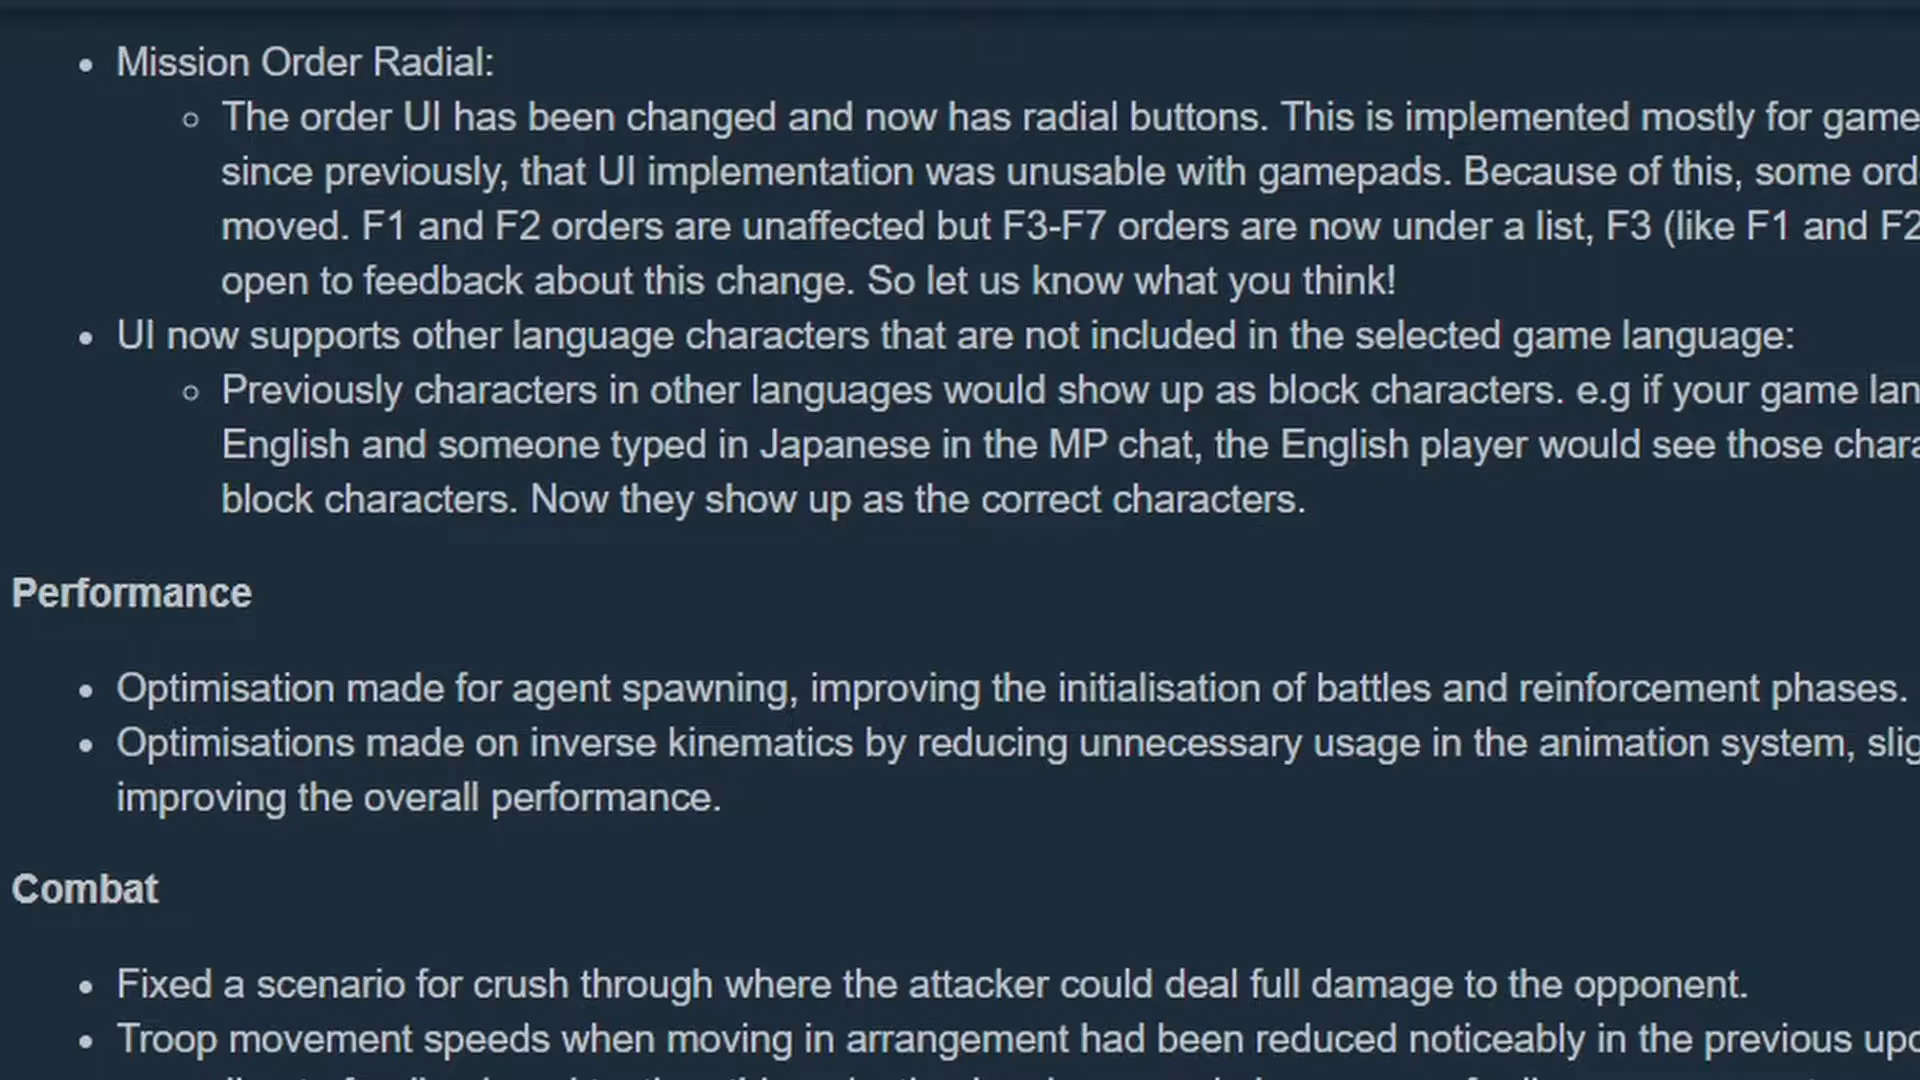 Mission Order Radial:
The order UI has been changed and now has radial buttons. This is implemented mostly for game
since previously, that UI implementation was unusable with gamepads. Because of this, some ord
moved. F1 and F2 orders are unaffected but F3-F7 orders are now under a list, F3 (like F1 and F2
open to feedback about this change. So let us know what you think!
UI now supports other language characters that are not included in the selected game language:
Previously characters in other languages would show up as block characters. e.g if your game lan
English and someone typed in Japanese in the MP chat, the English player would see those chara
block characters. Now they show up as the correct characters.
Performance
Optimisation made for agent spawning, improving the initialisation of battles and reinforcement phases.
Optimisations made on inverse kinematics by reducing unnecessary usage in the animation system, slig
improving the overall performance.
Combat
Fixed a scenario for crush through where the attacker could deal full damage to the opponent.
Troop movement speeds when moving in arrangement had been reduced noticeably in the previous upd